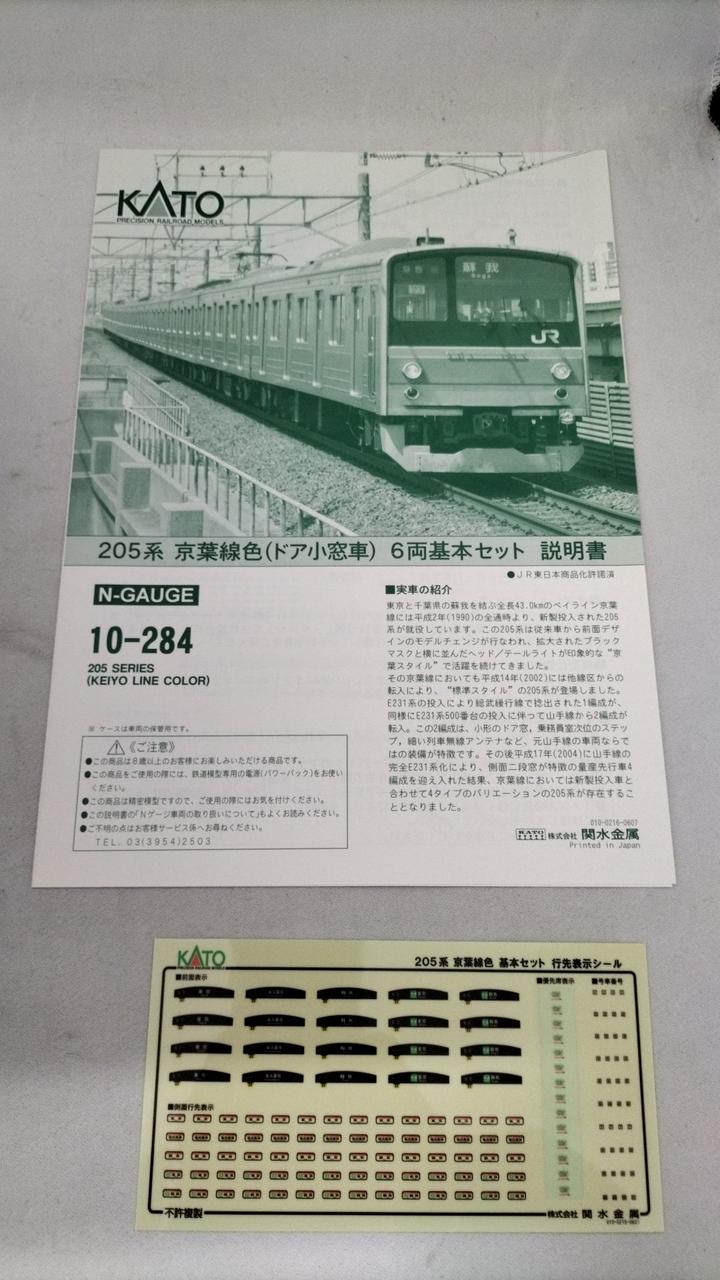 KATO
PRECISION RAILROAD MODELS
蘇我
Soga
JR
205系 京葉線色(ドア小窓車) 6両基本セット 説明書
●JR東日本商品化許諾済
N-GAUGE
10-284
205 SERIES
(KEIYO LINE COLOR)
※ ケースは車両の保管用です。
《ご注意》
●この商品は8歳以上のお客様にお楽しみいただける商品です。
●この商品をご使用の際には、鉄道模型専用の電源(パワーパック)をお使い
ください。
●この商品は精密模型ですので、ご使用の際にはお気を付けください。
●この説明書の「Nゲージ車両の取り扱いについて」もよくお読みください。
●ご不明の点はお客様サービス係へお尋ねください。
TEL. 03(3954)2503
■実車の紹介
東京と千葉県の蘇我を結ぶ全長43.0kmのベイライン京葉
線には平成2年(1990)の全通時より、新製投入された205
系が就役しています。この205系は従来車から前面デザ
インのモデルチェンジが行なわれ、拡大されたブラック
マスクと横に並んだヘッド／テールライトが印象的な“京
葉スタイル”で活躍を続けてきました。
その京葉線においても平成14年(2002)には他線区からの
転入により、“標準スタイル”の205系が登場しました。
E231系の投入により総武緩行線で捻出された1編成が、
同様にE231系500番台の投入に伴って山手線から2編成が
転入。この2編成は、小形のドア窓，乗務員室次位のステッ
プ，細い列車無線アンテナなど、元山手線の車両ならで
はの装備が特徴です。その後平成17年(2004)に山手線の
完全E231系化により、側面二段窓が特徴の量産先行車4
編成を迎え入れた結果、京葉線においては新製投入車と
合わせて4タイプのバリエーションの205系が存在するこ
ととなりました。
010-0216-0607
KATO 株式会社 関水金属
Printed in Japan
KATO
PRECISION RAILROAD MODELS
205系 京葉線色 基本セット 行先表示シール
■前面表示
■優先席表示
■号車番号
■側面行先表示
不許複製
株式会社 関水金属
010-0215-0607